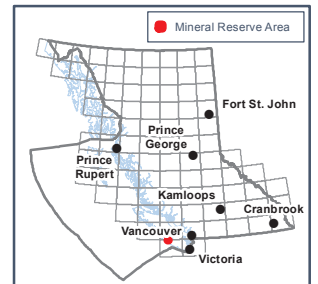 Mineral Reserve Area
Fort St. John
Prince
George
Prince
Rupert
Kamloops
Cranbrook
Vancouver
Victoria